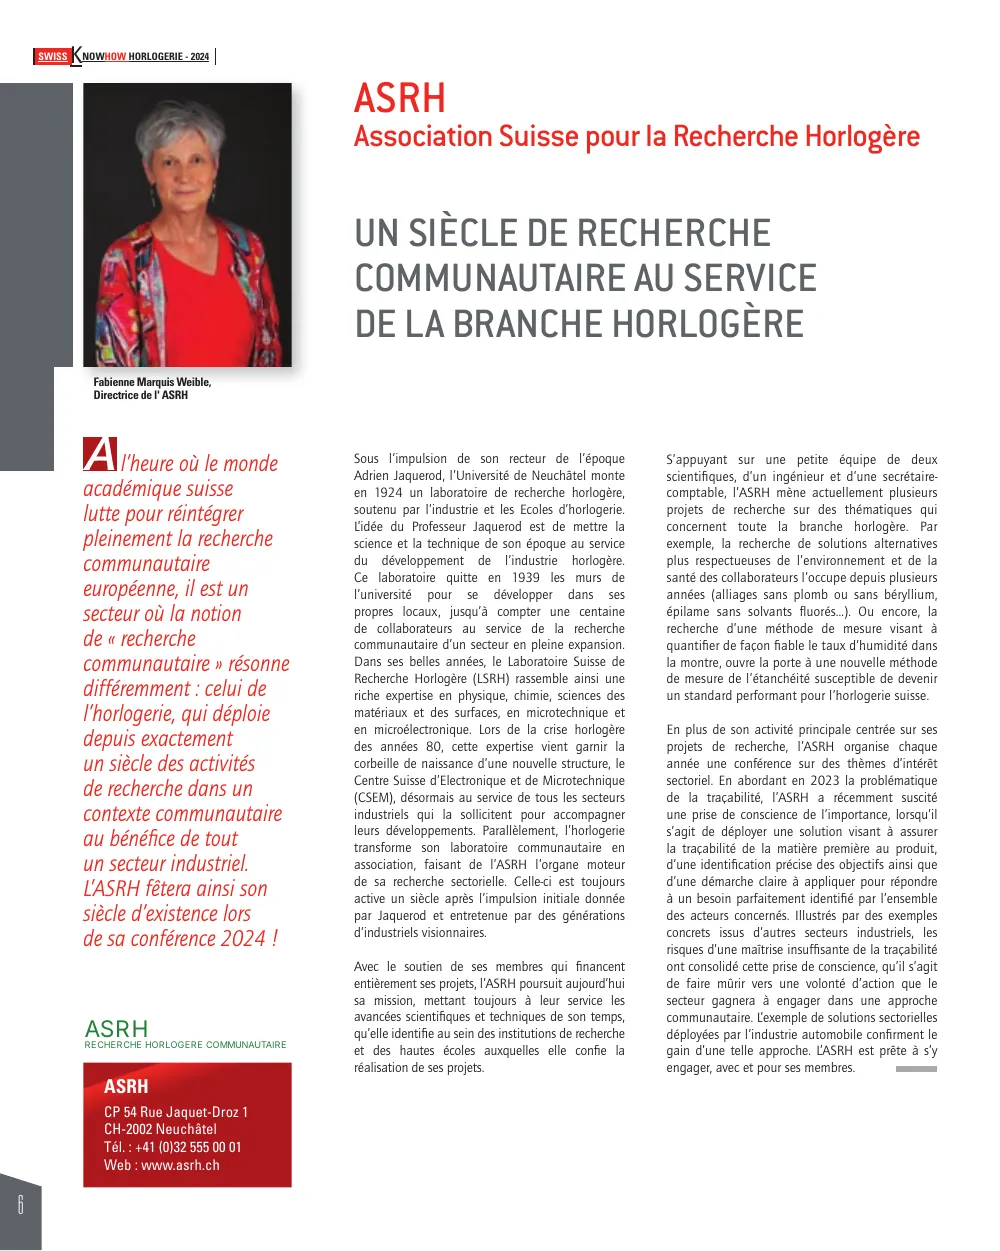 SWISS KNOWHOW HORLOGERIE - 2024
ASRH
Association Suisse pour la Recherche Horlogère
UN SIÈCLE DE RECHERCHE
COMMUNAUTAIRE AU SERVICE
DE LA BRANCHE HORLOGÈRE
Fabienne Marquis Weible,
Directrice de l' ASRH
A l’heure où le monde
académique suisse
lutte pour réintégrer
pleinement la recherche
communautaire
européenne, il est un
secteur où la notion
de « recherche
communautaire » résonne
différemment : celui de
l’horlogerie, qui déploie
depuis exactement
un siècle des activités
de recherche dans un
contexte communautaire
au bénéfice de tout
un secteur industriel.
L’ASRH fêtera ainsi son
siècle d’existence lors
de sa conférence 2024 !
ASRH
RECHERCHE HORLOGERE COMMUNAUTAIRE
ASRH
CP 54 Rue Jaquet-Droz 1
CH-2002 Neuchâtel
Tél. : +41 (0)32 555 00 01
Web : www.asrh.ch
Sous l’impulsion de son recteur de l’époque
Adrien Jaquerod, l’Université de Neuchâtel monte
en 1924 un laboratoire de recherche horlogère,
soutenu par l’industrie et les Ecoles d’horlogerie.
L’idée du Professeur Jaquerod est de mettre la
science et la technique de son époque au service
du développement de l’industrie horlogère.
Ce laboratoire quitte en 1939 les murs de
l’université pour se développer dans ses
propres locaux, jusqu’à compter une centaine
de collaborateurs au service de la recherche
communautaire d’un secteur en pleine expansion.
Dans ses belles années, le Laboratoire Suisse de
Recherche Horlogère (LSRH) rassemble ainsi une
riche expertise en physique, chimie, sciences des
matériaux et des surfaces, en microtechnique et
en microélectronique. Lors de la crise horlogère
des années 80, cette expertise vient garnir la
corbeille de naissance d’une nouvelle structure, le
Centre Suisse d’Electronique et de Microtechnique
(CSEM), désormais au service de tous les secteurs
industriels qui la sollicitent pour accompagner
leurs développements. Parallèlement, l’horlogerie
transforme son laboratoire communautaire en
association, faisant de l’ASRH l’organe moteur
de sa recherche sectorielle. Celle-ci est toujours
active un siècle après l’impulsion initiale donnée
par Jaquerod et entretenue par des générations
d’industriels visionnaires.
Avec le soutien de ses membres qui financent
entièrement ses projets, l’ASRH poursuit aujourd’hui
sa mission, mettant toujours à leur service les
avancées scientifiques et techniques de son temps,
qu’elle identifie au sein des institutions de recherche
et des hautes écoles auxquelles elle confie la
réalisation de ses projets.
S’appuyant sur une petite équipe de deux
scientifiques, d’un ingénieur et d’une secrétaire-
comptable, l’ASRH mène actuellement plusieurs
projets de recherche sur des thématiques qui
concernent toute la branche horlogère. Par
exemple, la recherche de solutions alternatives
plus respectueuses de l’environnement et de la
santé des collaborateurs l’occupe depuis plusieurs
années (alliages sans plomb ou sans béryllium,
épilame sans solvants fluorés...). Ou encore, la
recherche d’une méthode de mesure visant à
quantifier de façon fiable le taux d’humidité dans
la montre, ouvre la porte à une nouvelle méthode
de mesure de l’étanchéité susceptible de devenir
un standard performant pour l’horlogerie suisse.
En plus de son activité principale centrée sur ses
projets de recherche, l’ASRH organise chaque
année une conférence sur des thèmes d’intérêt
sectoriel. En abordant en 2023 la problématique
de la traçabilité, l’ASRH a récemment suscité
une prise de conscience de l’importance, lorsqu’il
s’agit de déployer une solution visant à assurer
la traçabilité de la matière première au produit,
d’une identification précise des objectifs ainsi que
d’une démarche claire à appliquer pour répondre
à un besoin parfaitement identifié par l’ensemble
des acteurs concernés. Illustrés par des exemples
concrets issus d’autres secteurs industriels, les
risques d’une maîtrise insuffisante de la traçabilité
ont consolidé cette prise de conscience, qu’il s’agit
de faire mûrir vers une volonté d’action que le
secteur gagnera à engager dans une approche
communautaire. L’exemple de solutions sectorielles
déployées par l’industrie automobile confirment le
gain d’une telle approche. L’ASRH est prête à s’y
engager, avec et pour ses membres.
6